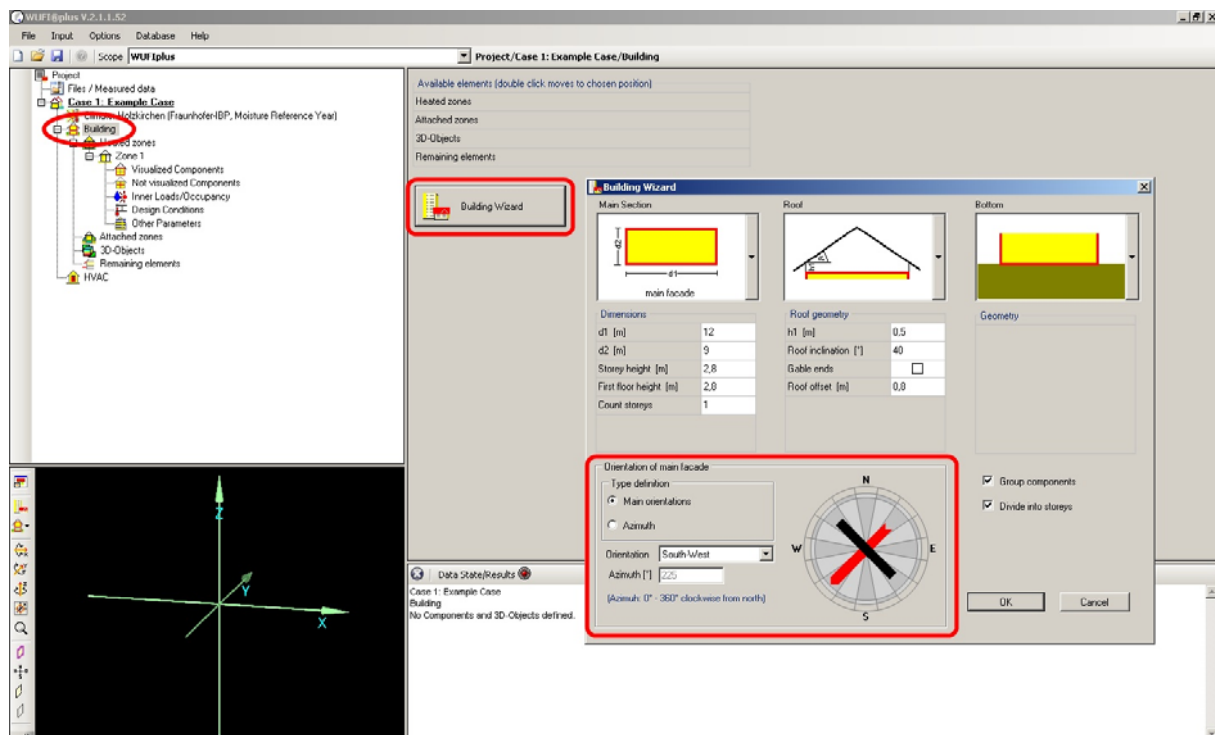 WUFI®plus V.2.1.1.52
File Input Options Database Help
Scope WUFIplus Project/Case 1: Example Case/Building
Project
Files / Measured data
Case 1: Example Case
Holzkirchen (Fraunhofer-IBP, Moisture Reference Year)
Building
Heated zones
Zone 1
Visualized Components
Not visualized Components
Inner Loads/Occupancy
Design Conditions
Other Parameters
Attached zones
3D-Objects
Remaining elements
HVAC
Available elements (double click moves to chosen position)
Heated zones
Attached zones
3D-Objects
Remaining elements
Building Wizard
Building Wizard
Main Section
d2
d1
main facade
Dimensions
d1 [m] 12
d2 [m] 9
Storey height [m] 2,8
First floor height [m] 2,8
Count storeys 1
Roof
Roof geometry
h1 [m] 0,5
Roof inclination [°] 40
Gable ends
Roof offset [m] 0,8
Bottom
Geometry
Orientation of main facade
Type definition
Main orientations
Azimuth
Orientation South-West
Azimuth [°] 225
(Azimuth: 0° - 360° clockwise from north)
N
W
E
S
Group components
Divide into storeys
OK Cancel
Z
Y
X
Data State/Results
Case 1: Example Case
Building
No Components and 3D-Objects defined.